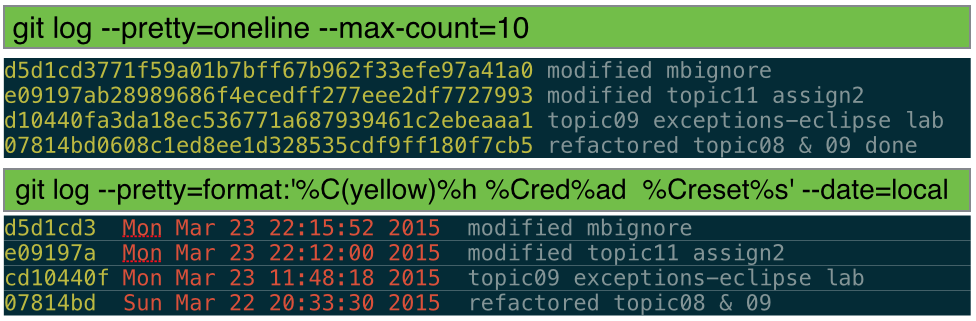 git log --pretty=oneline --max-count=10
d5d1cd3771f59a01b7bff67b962f33efe97a41a0 modified mbignore
e09197ab28989686f4ecedff277eee2df7727993 modified topic11 assign2
d10440fa3da18ec536771a687939461c2ebeaaa1 topic09 exceptions-eclipse lab
07814bd0608c1ed8ee1d328535cdf9ff180f7cb5 refactored topic08 & 09 done
git log --pretty=format:'%C(yellow)%h %Cred%ad  %Creset%s' --date=local
d5d1cd3  Mon Mar 23 22:15:52 2015  modified mbignore
e09197a  Mon Mar 23 22:12:00 2015  modified topic11 assign2
cd10440f Mon Mar 23 11:48:18 2015  topic09 exceptions-eclipse lab
07814bd  Sun Mar 22 20:33:30 2015  refactored topic08 & 09